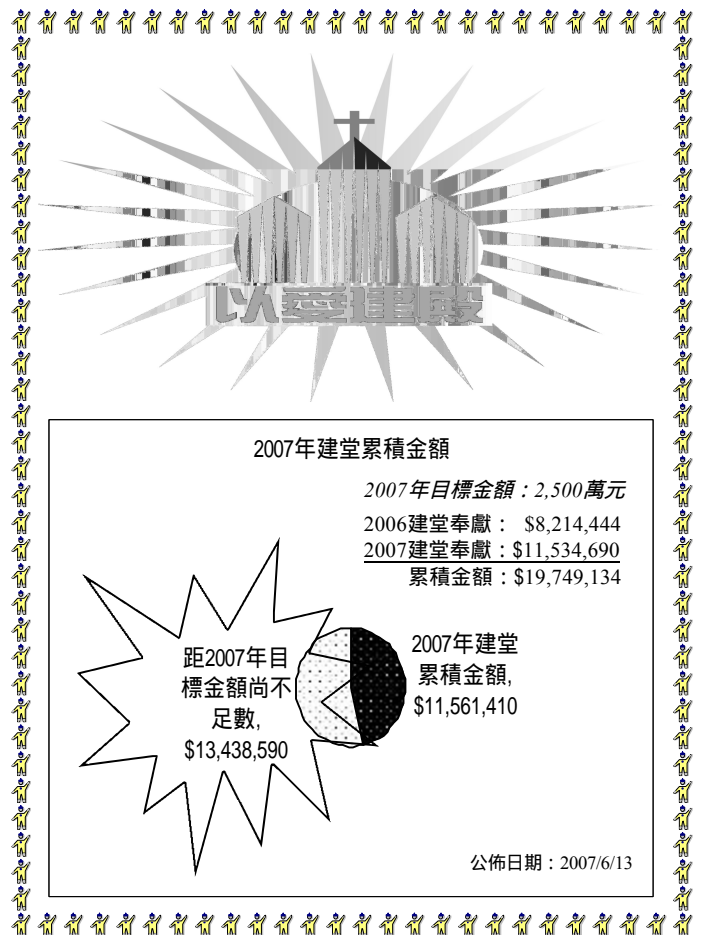 以愛建殿
2007年建堂累積金額
2007年目標金額：2,500萬元
2006建堂奉獻： $8,214,444
2007建堂奉獻：$11,534,690
累積金額：$19,749,134
距2007年目
標金額尚不
足數,
$13,438,590
2007年建堂
累積金額,
$11,561,410
公佈日期：2007/6/13